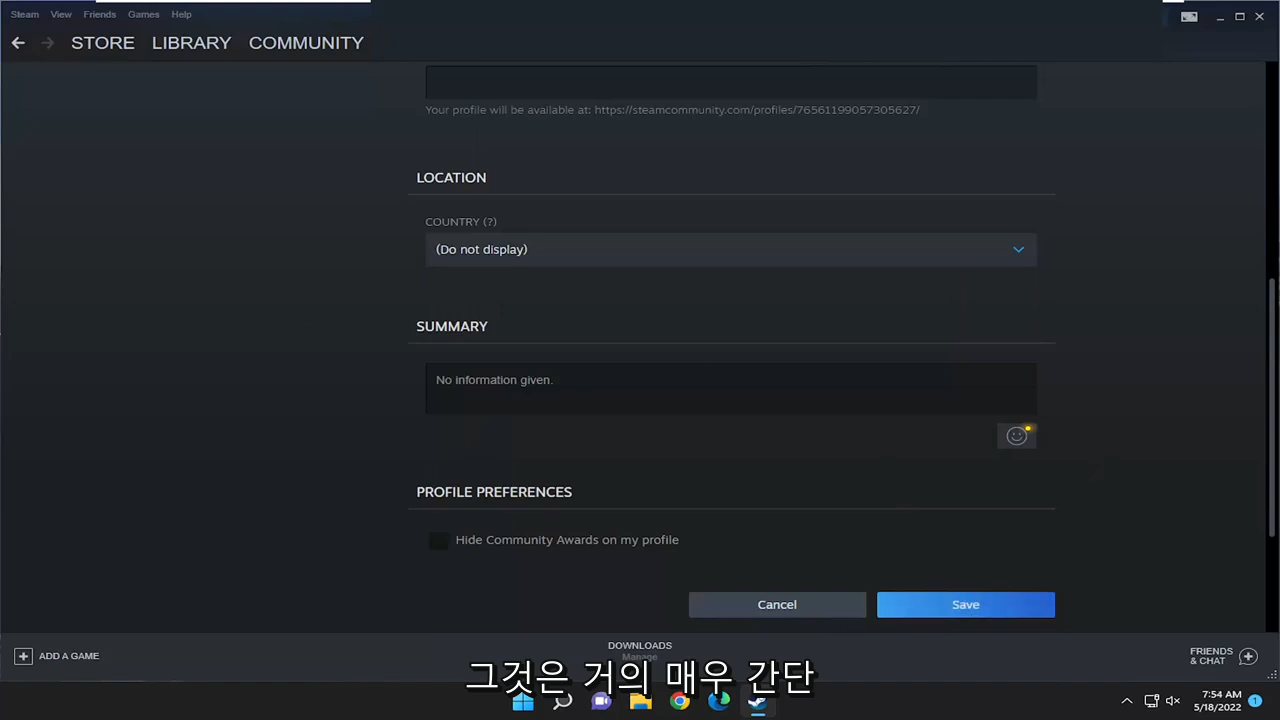 Steam View Friends Games Help
STORE LIBRARY COMMUNITY
Your profile will be available at: https://steamcommunity.com/profiles/76561199057305627/
LOCATION
COUNTRY (?)
(Do not display)
SUMMARY
No information given.
PROFILE PREFERENCES
Hide Community Awards on my profile
Cancel Save
ADD A GAME
DOWNLOADS
Manage
FRIENDS
& CHAT
그것은 거의 매우 간단
7:54 AM
5/18/2022
1